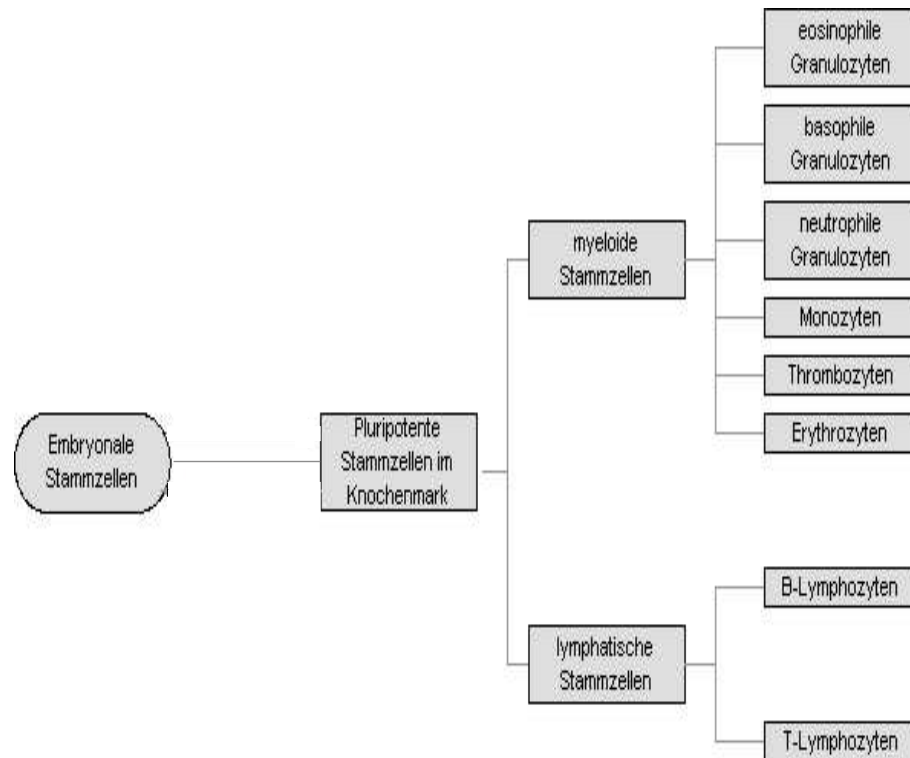 eosinophile
Granulozyten
basophile
Granulozyten
neutrophile
Granulozyten
myeloide
Stammzellen
Monozyten
Thrombozyten
Erythrozyten
Embryonale
Stammzellen
Pluripotente
Stammzellen im
Knochenmark
B-Lymphozyten
lymphatische
Stammzellen
T-Lymphozyten